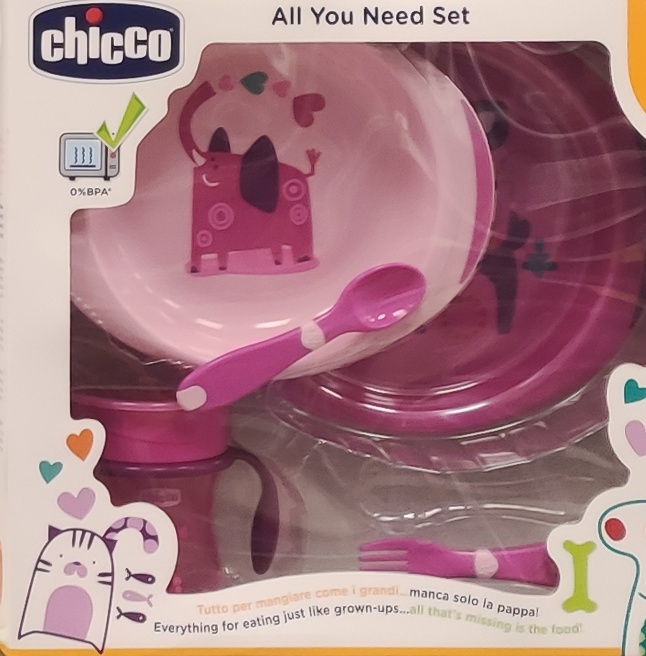 All You Need Set
chicco
0%BPA*
Tutto per mangiare come i grandi...manca solo la pappa!
Everything for eating just like grown-ups...all that's missing is the food!